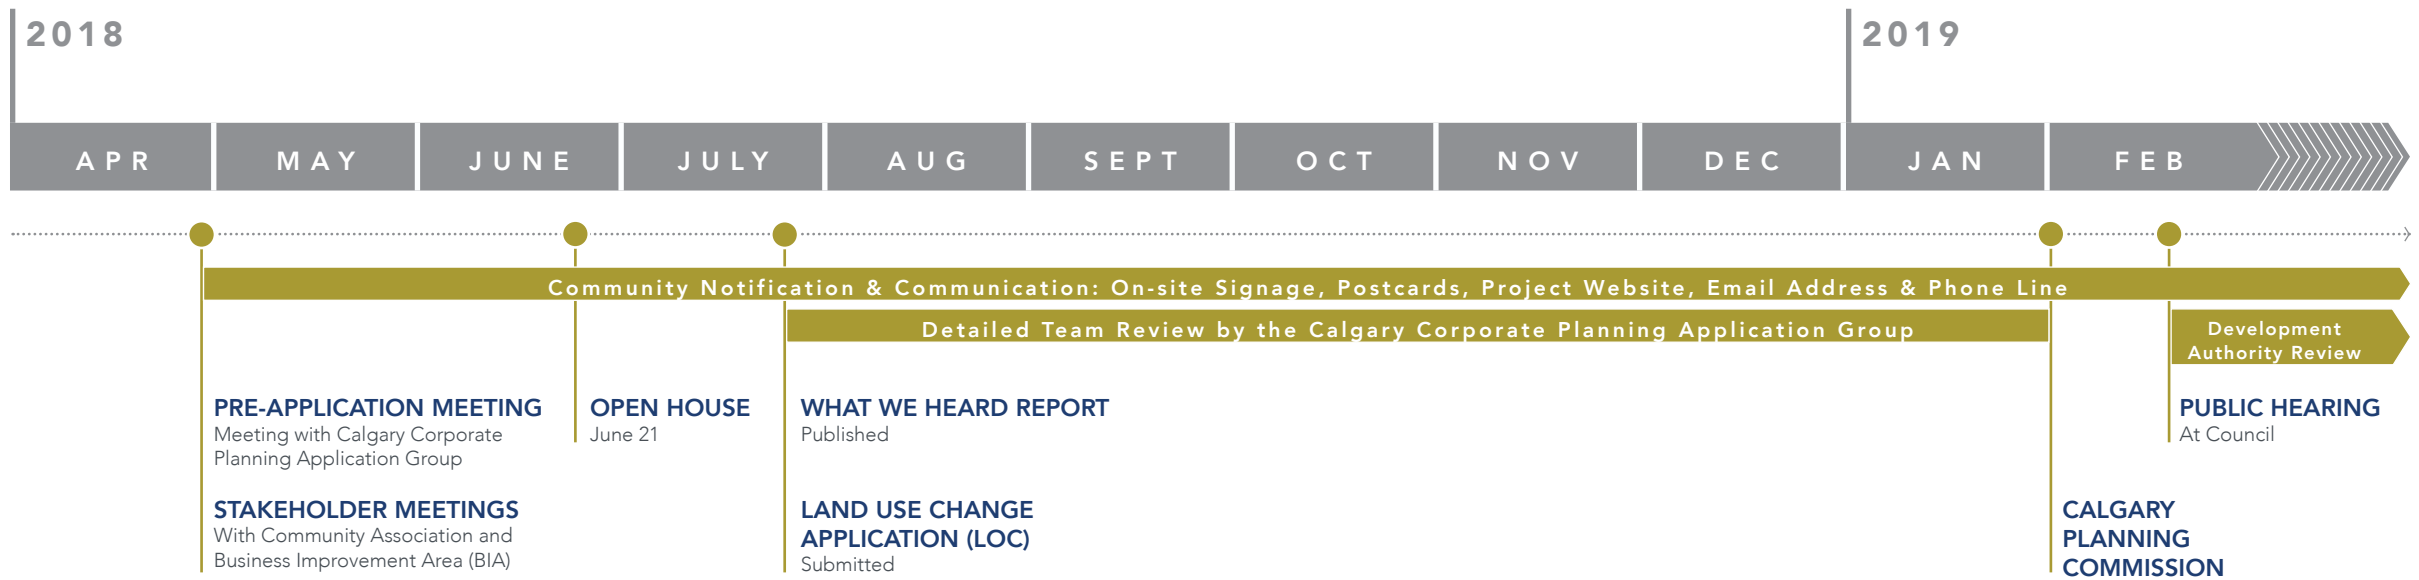 2018
2019
APR MAY JUNE JULY AUG SEPT OCT NOV DEC JAN FEB
Community Notification & Communication: On-site Signage, Postcards, Project Website, Email Address & Phone Line
Detailed Team Review by the Calgary Corporate Planning Application Group
Development
Authority Review
PRE-APPLICATION MEETING
Meeting with Calgary Corporate
Planning Application Group
STAKEHOLDER MEETINGS
With Community Association and
Business Improvement Area (BIA)
OPEN HOUSE
June 21
WHAT WE HEARD REPORT
Published
LAND USE CHANGE
APPLICATION (LOC)
Submitted
CALGARY
PLANNING
COMMISSION
PUBLIC HEARING
At Council